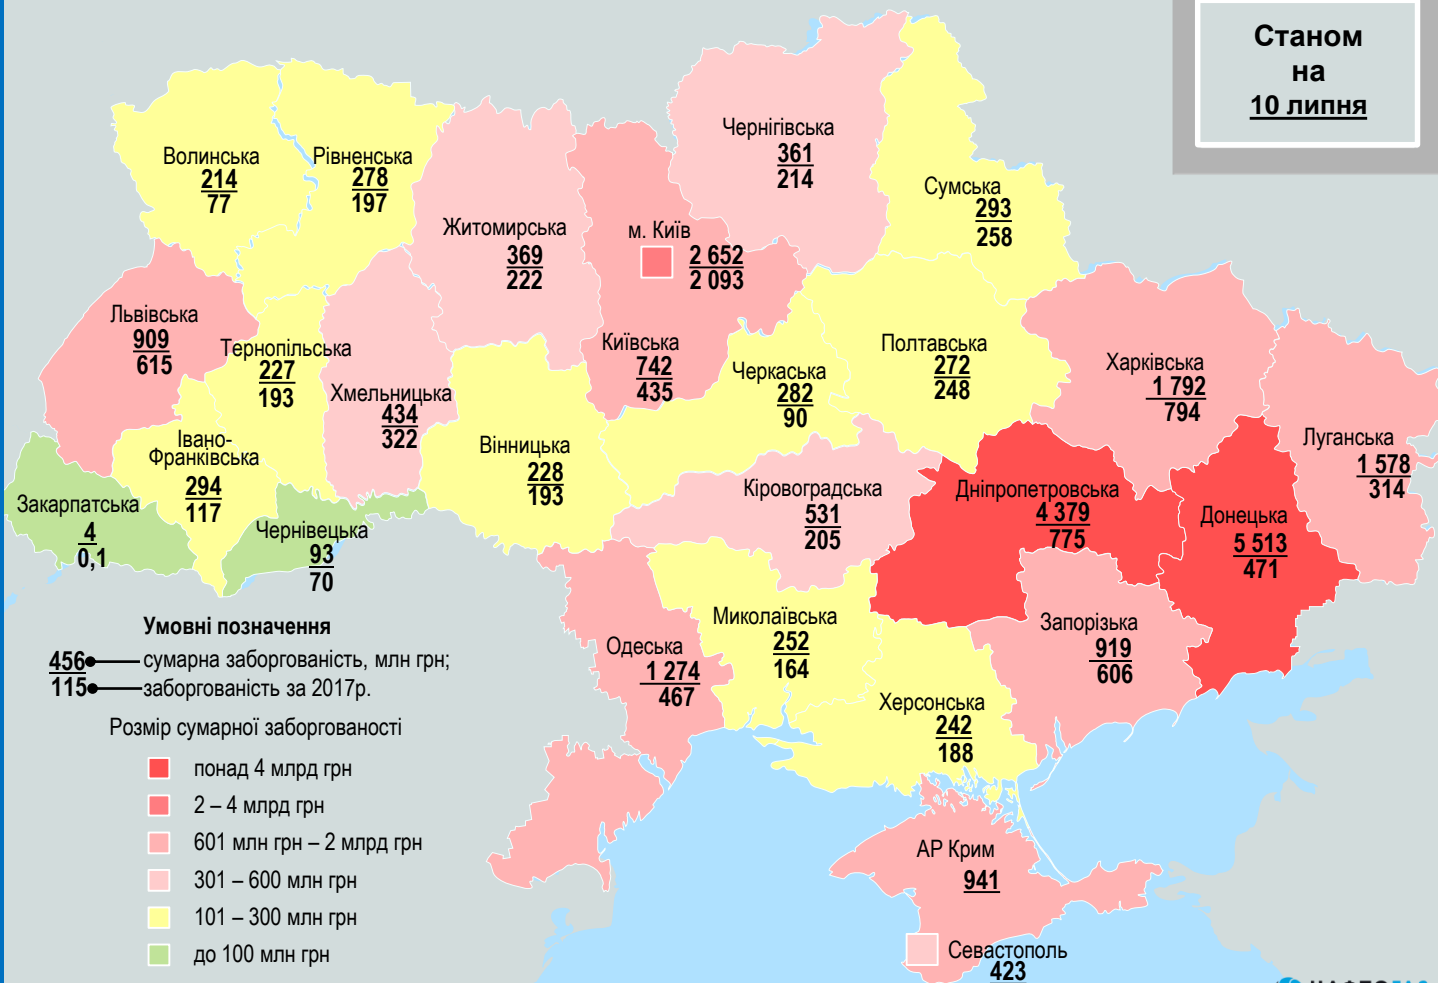 Станом
на
10 липня
Волинська
214
77
Рівненська
278
197
Житомирська
369
222
м. Київ
2 652
2 093
Чернігівська
361
214
Сумська
293
258
Львівська
909
615
Тернопільська
227
193
Хмельницька
434
322
Київська
742
435
Черкаська
282
90
Полтавська
272
248
Харківська
1 792
794
Луганська
1 578
314
Івано-
Франківська
294
117
Вінницька
228
193
Кіровоградська
531
205
Дніпропетровська
4 379
775
Донецька
5 513
471
Закарпатська
4
0,1
Чернівецька
93
70
Одеська
1 274
467
Миколаївська
252
164
Запорізька
919
606
Херсонська
242
188
АР Крим
941
Севастополь
423
Умовні позначення
456 сумарна заборгованість, млн грн;
115 заборгованість за 2017р.
Розмір сумарної заборгованості
понад 4 млрд грн
2 – 4 млрд грн
601 млн грн – 2 млрд грн
301 – 600 млн грн
101 – 300 млн грн
до 100 млн грн